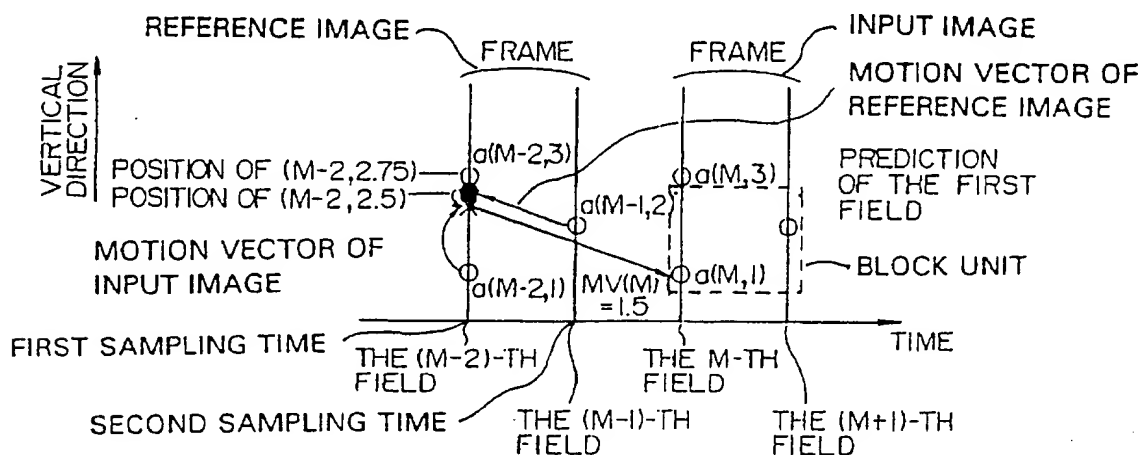 REFERENCE IMAGE
FRAME
FRAME
INPUT IMAGE
MOTION VECTOR OF
REFERENCE IMAGE
VERTICAL
DIRECTION
a(M-2,3)
POSITION OF (M-2,2.75)
POSITION OF (M-2,2.5)
a(M-1,2)
a(M,3)
PREDICTION
OF THE FIRST
FIELD
MOTION VECTOR OF
INPUT IMAGE
a(M-2,1)
MV(M)
=1.5
a(M,1)
BLOCK UNIT
TIME
FIRST SAMPLING TIME
THE (M-2)-TH
FIELD
THE M-TH
FIELD
SECOND SAMPLING TIME
THE (M-1)-TH
FIELD
THE (M+1)-TH
FIELD